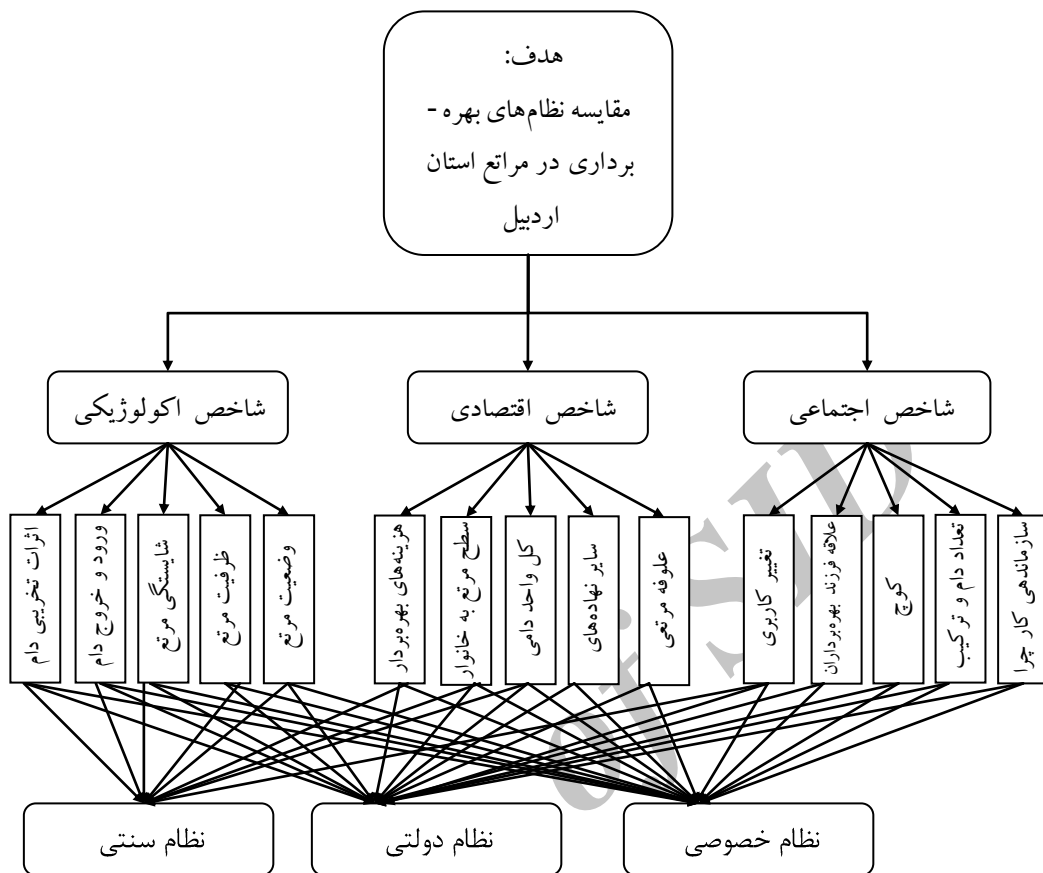 هدف:
مقایسه نظام‌های بهره -
برداری در مراتع استان
اردبیل
شاخص اجتماعی
شاخص اقتصادی
شاخص اکولوژیکی
سازماندهی کار چرا
تعداد دام و ترکیب
کوچ
علاقه فرزند بهره‌برداران
تغییر کاربری
علوفه مرتعی
سایر نهاده‌های
کل واحد دامی
سطح مرتع به خانوار
هزینه‌های بهره‌بردار
وضعیت مرتع
ظرفیت مرتع
شایستگی مرتع
ورود و خروج دام
اثرات تخریبی دام
نظام خصوصی
نظام دولتی
نظام سنتی